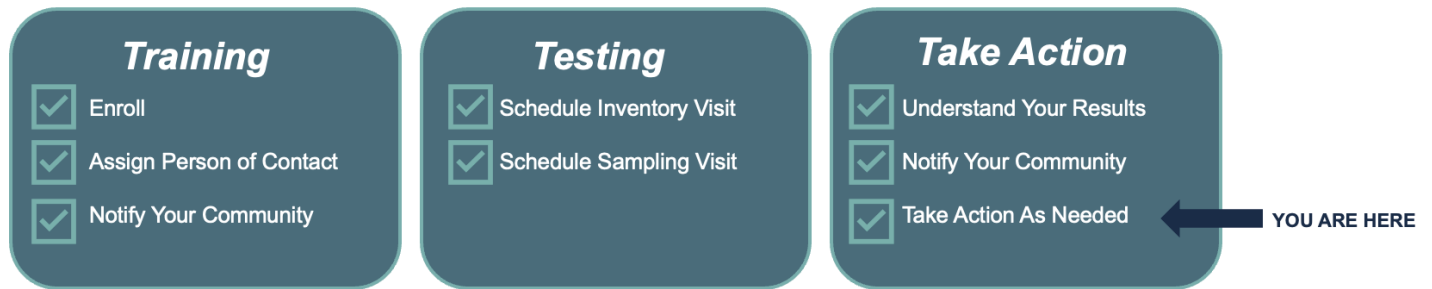 Training
Enroll
Assign Person of Contact
Notify Your Community
Testing
Schedule Inventory Visit
Schedule Sampling Visit
Take Action
Understand Your Results
Notify Your Community
Take Action As Needed
YOU ARE HERE